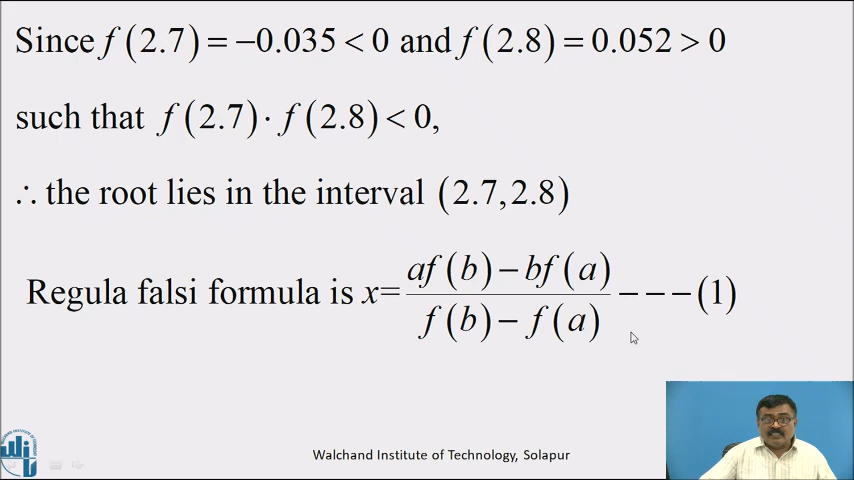 Since f(2.7) = −0.035 < 0 and f(2.8) = 0.052 > 0
such that f(2.7) · f(2.8) < 0,
∴ the root lies in the interval (2.7, 2.8)
Regula falsi formula is x= af(b) − bf(a) / f(b) − f(a) − − − (1)
Walchand Institute of Technology, Solapur